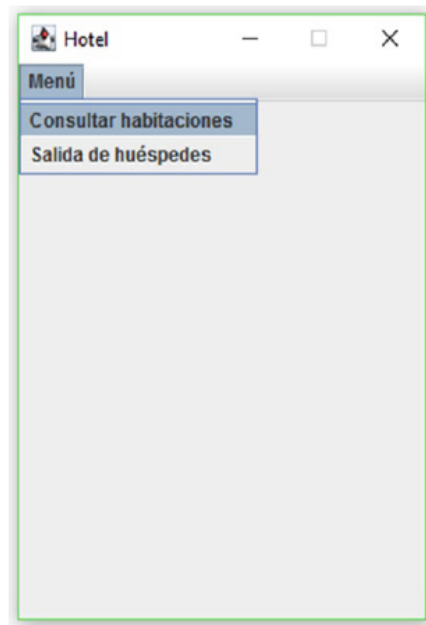 Hotel
Menú
Consultar habitaciones
Salida de huéspedes